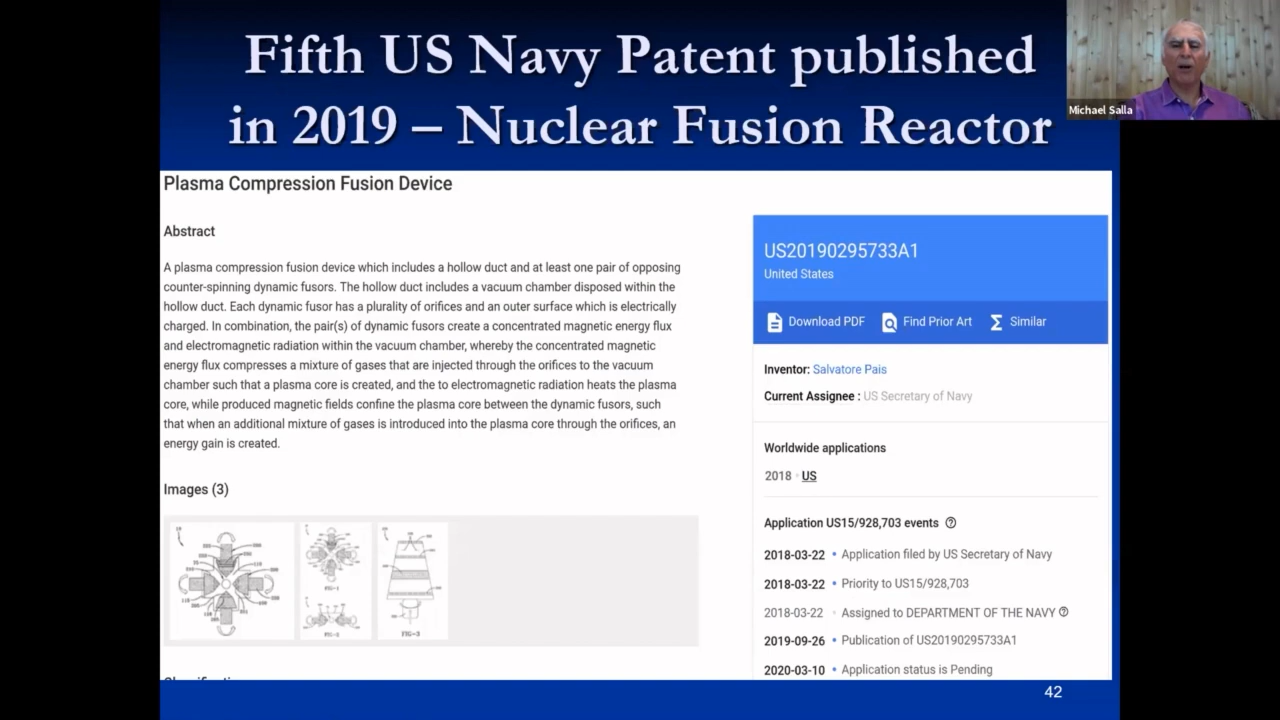 Fifth US Navy Patent published
in 2019 – Nuclear Fusion Reactor
Michael Salla
Plasma Compression Fusion Device
Abstract
A plasma compression fusion device which includes a hollow duct and at least one pair of opposing
counter-spinning dynamic fusors. The hollow duct includes a vacuum chamber disposed within the
hollow duct. Each dynamic fusor has a plurality of orifices and an outer surface which is electrically
charged. In combination, the pair(s) of dynamic fusors create a concentrated magnetic energy flux
and electromagnetic radiation within the vacuum chamber, whereby the concentrated magnetic
energy flux compresses a mixture of gases that are injected through the orifices to the vacuum
chamber such that a plasma core is created, and the to electromagnetic radiation heats the plasma
core, while produced magnetic fields confine the plasma core between the dynamic fusors, such
that when an additional mixture of gases is introduced into the plasma core through the orifices, an
energy gain is created.
Images (3)
FIG-1
FIG-2
FIG-3
US20190295733A1
United States
Download PDF Find Prior Art Σ Similar
Inventor: Salvatore Pais
Current Assignee : US Secretary of Navy
Worldwide applications
2018 · US
Application US15/928,703 events
2018-03-22 • Application filed by US Secretary of Navy
2018-03-22 • Priority to US15/928,703
2018-03-22 • Assigned to DEPARTMENT OF THE NAVY
2019-09-26 • Publication of US20190295733A1
2020-03-10 • Application status is Pending
42